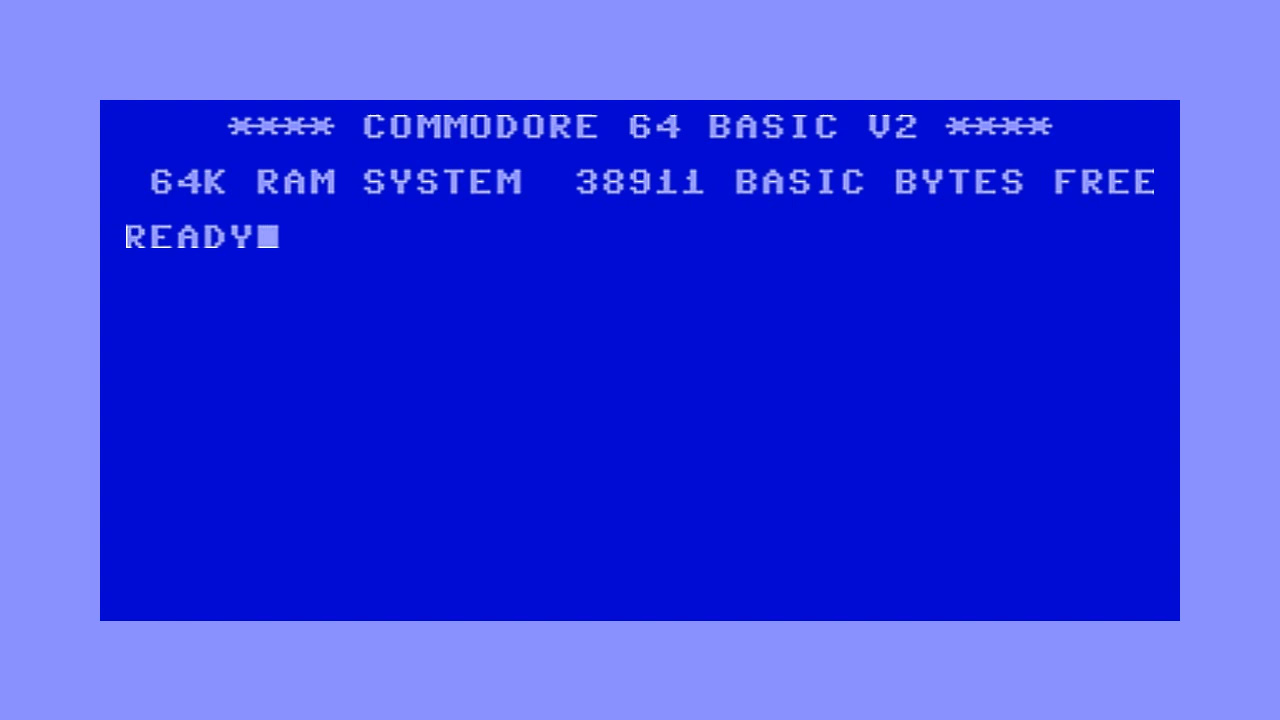 **** COMMODORE 64 BASIC V2 ****
64K RAM SYSTEM  38911 BASIC BYTES FREE
READY